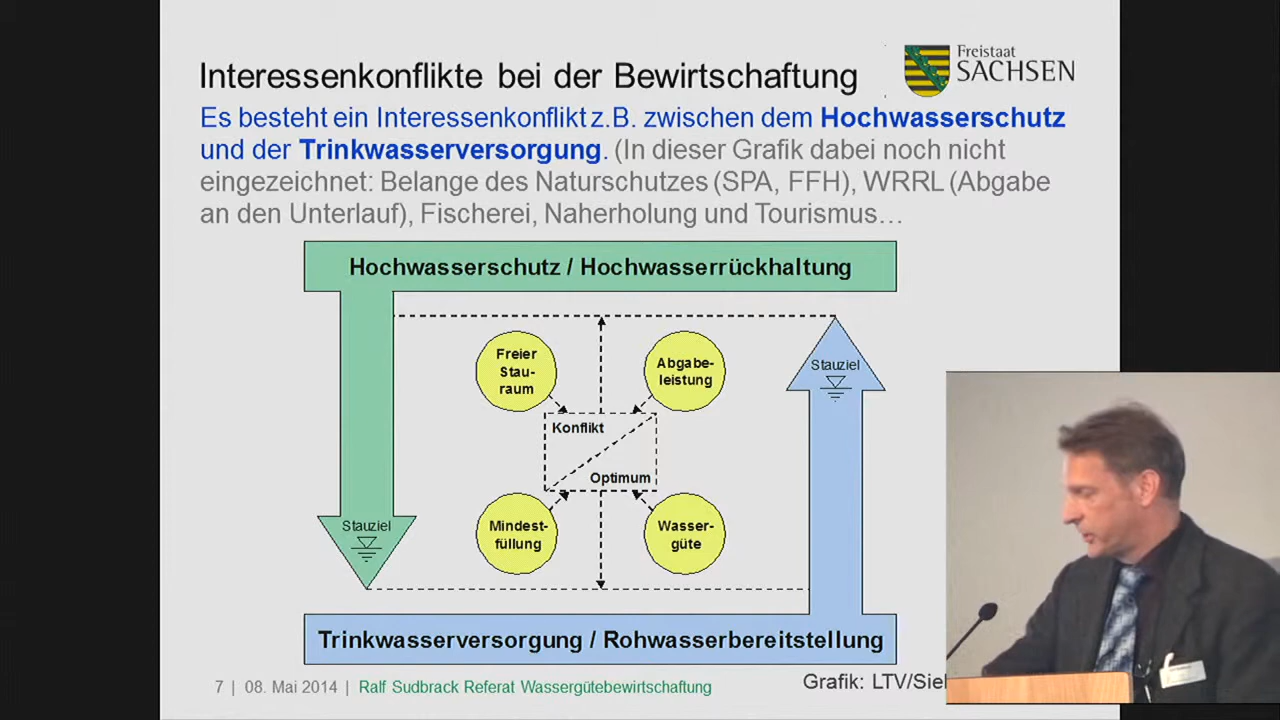 Interessenkonflikte bei der Bewirtschaftung
Freistaat
SACHSEN
Es besteht ein Interessenkonflikt z.B. zwischen dem Hochwasserschutz
und der Trinkwasserversorgung. (In dieser Grafik dabei noch nicht
eingezeichnet: Belange des Naturschutzes (SPA, FFH), WRRL (Abgabe
an den Unterlauf), Fischerei, Naherholung und Tourismus…
Hochwasserschutz / Hochwasserrückhaltung
Freier
Stau-
raum
Abgabe-
leistung
Stauziel
Konflikt
Optimum
Stauziel
Mindest-
füllung
Wasser-
güte
Trinkwasserversorgung / Rohwasserbereitstellung
7 | 08. Mai 2014 | Ralf Sudbrack Referat Wassergütebewirtschaftung
Grafik: LTV/Sie